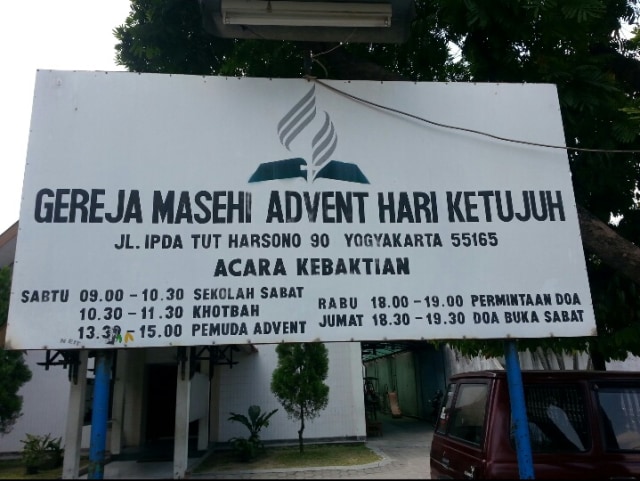 GEREJA MASEHI ADVENT HARI KETUJUH
JL. IPDA TUT HARSONO 90 YOGYAKARTA 55165
ACARA KEBAKTIAN
SABTU 09.00 - 10.30 SEKOLAH SABAT
10.30 - 11.30 KHOTBAH
13.30 - 15.00 PEMUDA ADVENT
RABU 18.00 - 19.00 PERMINTAAN DOA
JUMAT 18.30 - 19.30 DOA BUKA SABAT